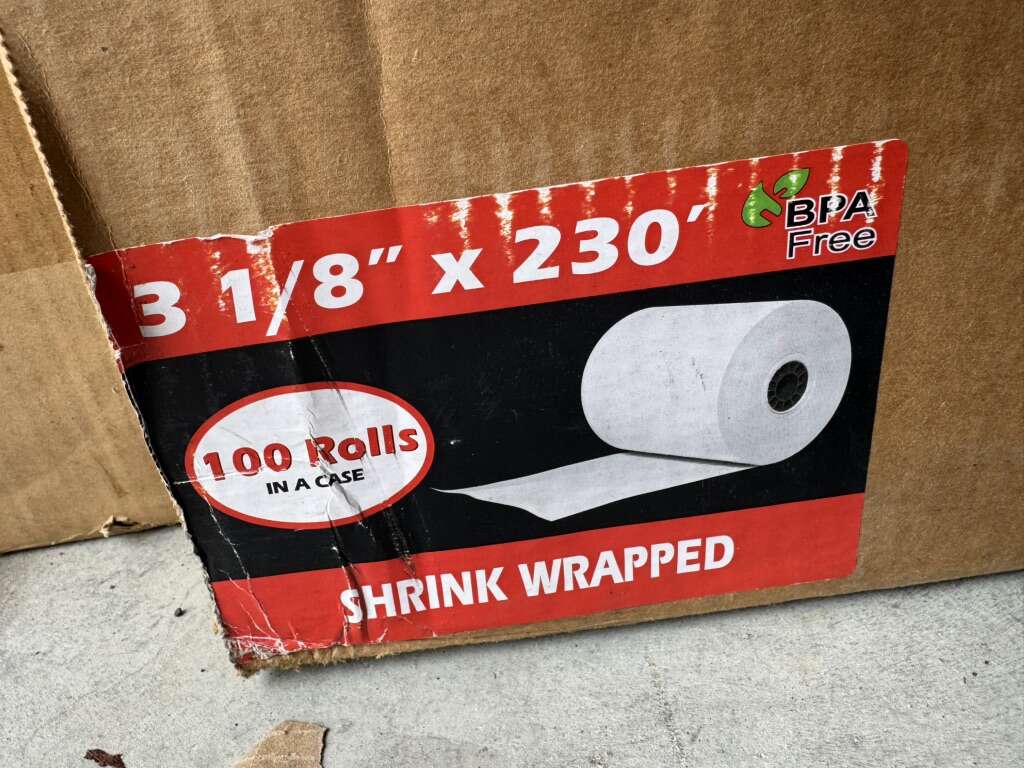 3 1/8” x 230’
BPA
Free
100 Rolls
IN A CASE
SHRINK WRAPPED